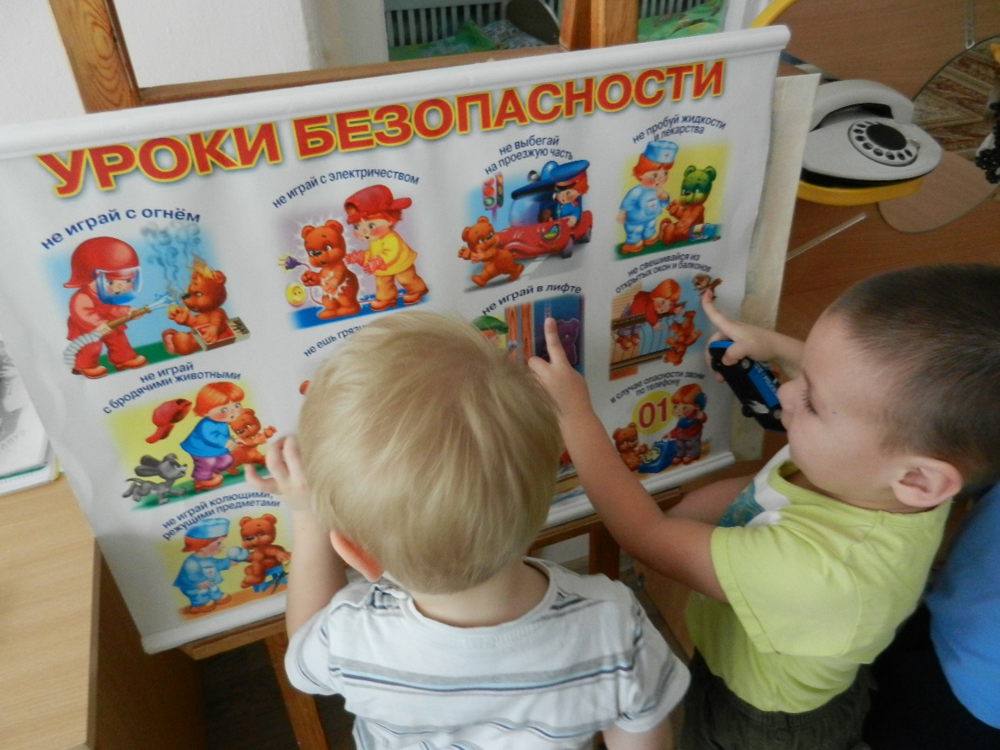 УРОКИ БЕЗОПАСНОСТИ
не играй с огнём
не играй с электричеством
не выбегай
на проезжую часть
не пробуй жидкости
и лекарства
не играй
с бродячими животными
не ешь
не играй в лифте
не свешивайся из
открытых окон и балконов
не играй колющими,
режущими предметами
в случае опасности звони
по телефону
01